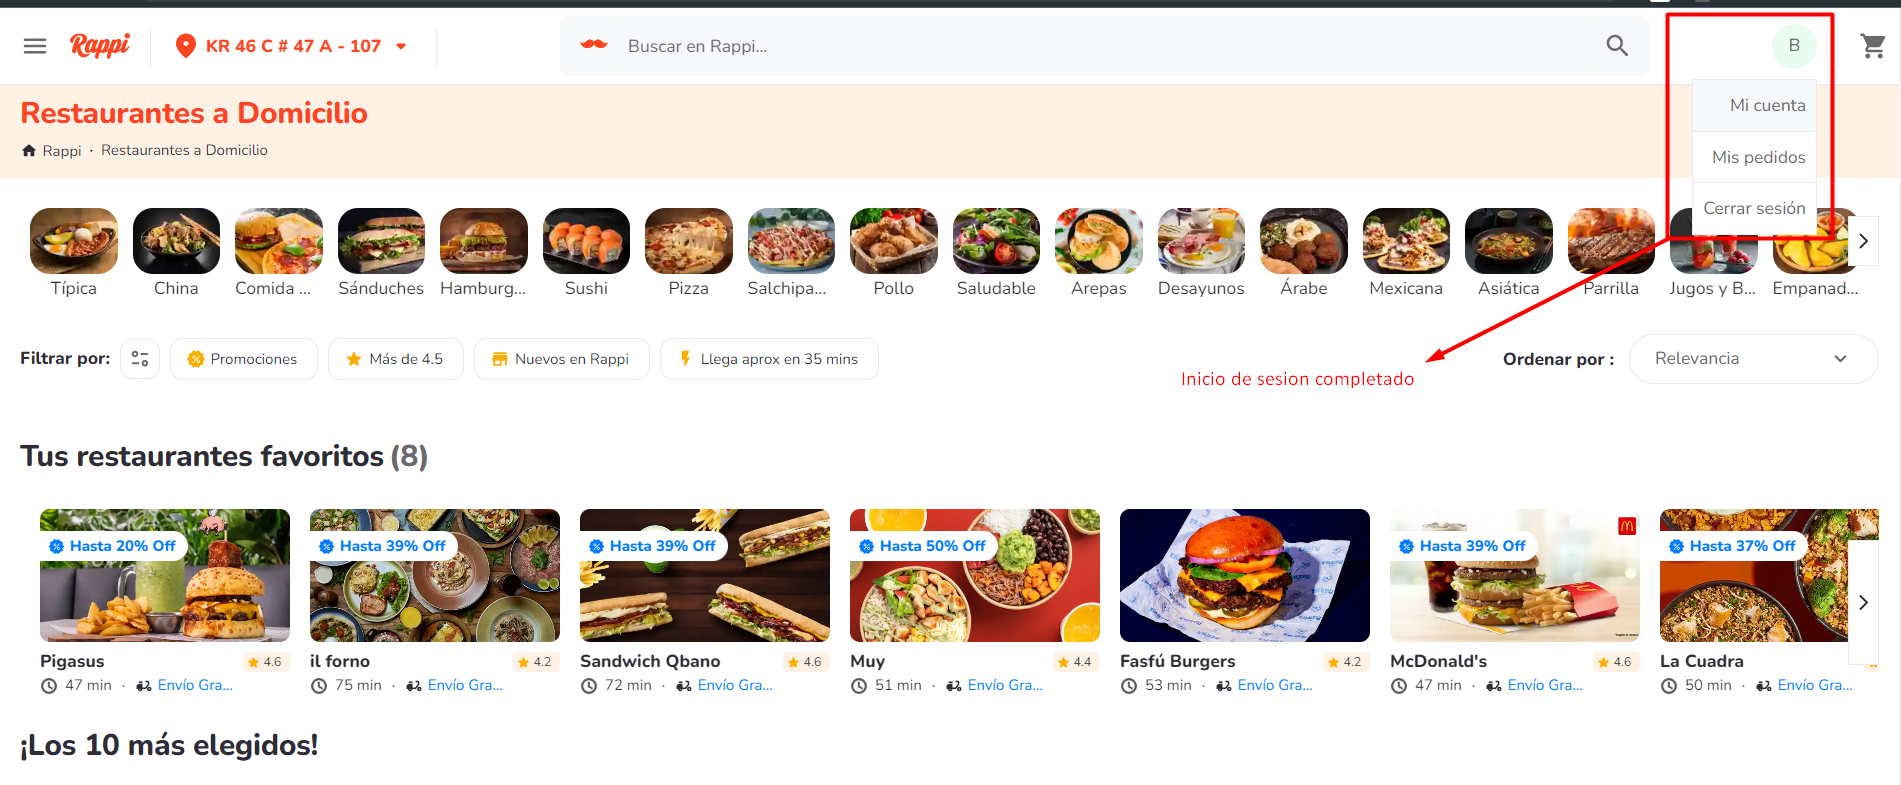 Rappi
KR 46 C # 47 A - 107
Buscar en Rappi...
B
Mi cuenta
Mis pedidos
Cerrar sesión
Restaurantes a Domicilio
Rappi · Restaurantes a Domicilio
Típica
China
Comida ...
Sánduches
Hamburg...
Sushi
Pizza
Salchipa...
Pollo
Saludable
Arepas
Desayunos
Árabe
Mexicana
Asiática
Parrilla
Jugos y B...
Empanad...
Filtrar por:
Promociones
Más de 4.5
Nuevos en Rappi
Llega aprox en 35 mins
Ordenar por :
Relevancia
Inicio de sesion completado
Tus restaurantes favoritos (8)
Hasta 20% Off
Hasta 39% Off
Hasta 39% Off
Hasta 50% Off
Hasta 39% Off
Hasta 37% Off
Pigasus
4.6
47 min · Envío Gra...
il forno
4.2
75 min · Envío Gra...
Sandwich Qbano
4.6
72 min · Envío Gra...
Muy
4.4
51 min · Envío Gra...
Fasfú Burgers
4.2
53 min · Envío Gra...
McDonald's
4.6
47 min · Envío Gra...
La Cuadra
50 min · Envío Gra...
¡Los 10 más elegidos!